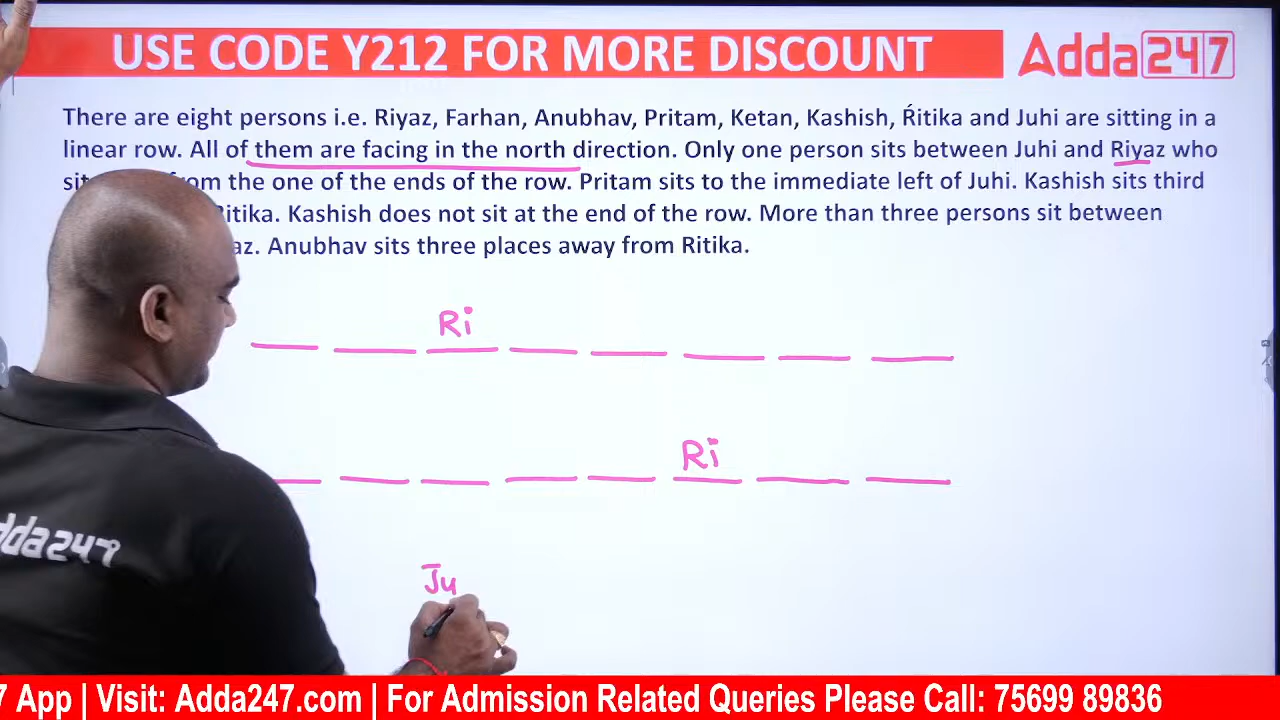 USE CODE Y212 FOR MORE DISCOUNT
Adda 247
There are eight persons i.e. Riyaz, Farhan, Anubhav, Pritam, Ketan, Kashish, Ritika and Juhi are sitting in a
linear row. All of them are facing in the north direction. Only one person sits between Juhi and Riyaz who
from the one of the ends of the row. Pritam sits to the immediate left of Juhi. Kashish sits third
Ritika. Kashish does not sit at the end of the row. More than three persons sit between
az. Anubhav sits three places away from Ritika.
Ri
Ri
dda247
Ju
7 App | Visit: Adda247.com | For Admission Related Queries Please Call: 75699 89836